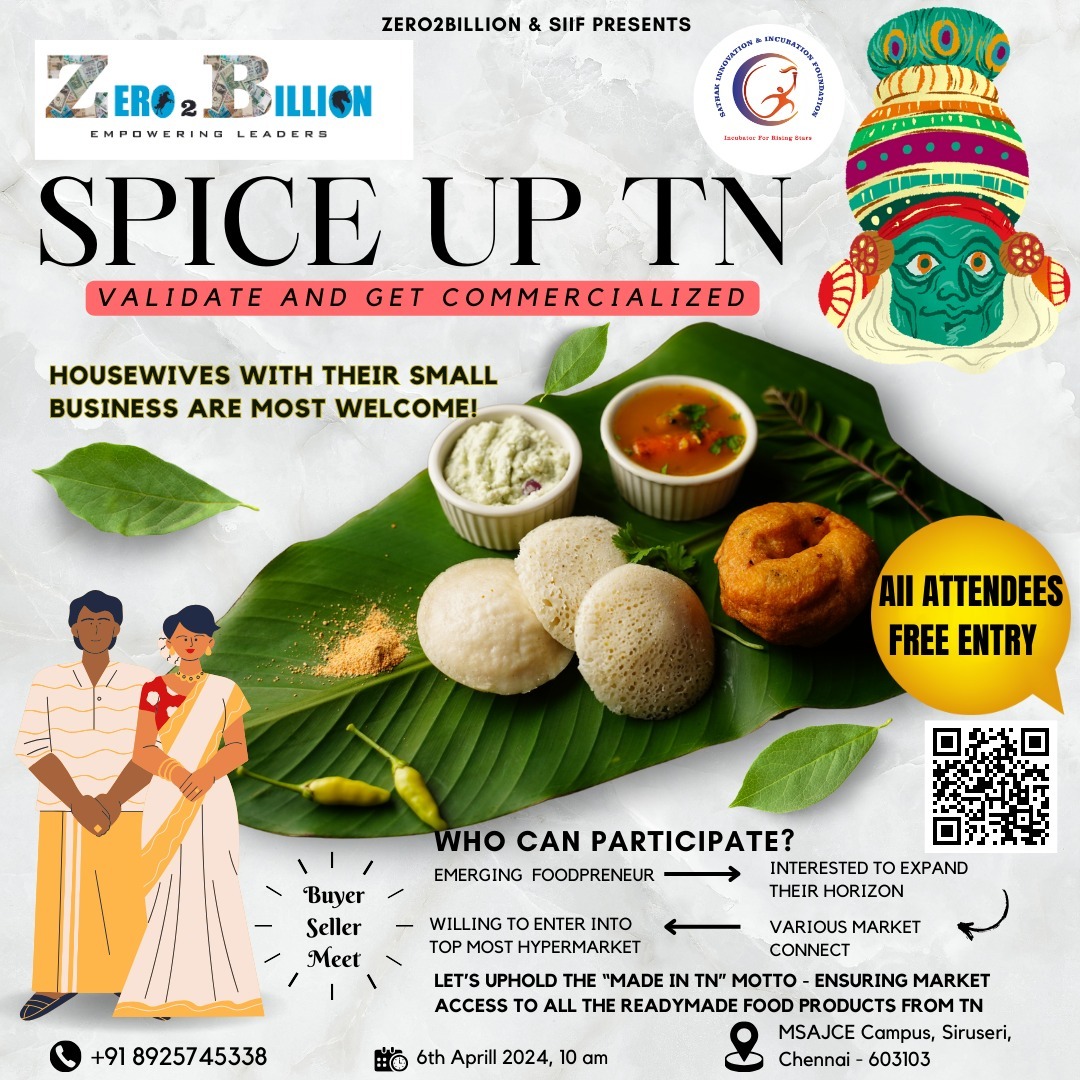 ZERO2BILLION & SIIF PRESENTS
ZERO 2 BILLION
EMPOWERING LEADERS
SATHAK INNOVATION & INCUBATION FOUNDATION
Incubator For Rising Stars
SPICE UP TN
VALIDATE AND GET COMMERCIALIZED
HOUSEWIVES WITH THEIR SMALL
BUSINESS ARE MOST WELCOME!
All ATTENDEES
FREE ENTRY
WHO CAN PARTICIPATE?
EMERGING FOODPRENEUR
INTERESTED TO EXPAND
THEIR HORIZON
VARIOUS MARKET
CONNECT
WILLING TO ENTER INTO
TOP MOST HYPERMARKET
Buyer
Seller
Meet
LET'S UPHOLD THE "MADE IN TN" MOTTO - ENSURING MARKET
ACCESS TO ALL THE READYMADE FOOD PRODUCTS FROM TN
+91 8925745338
6th Aprill 2024, 10 am
MSAJCE Campus, Siruseri,
Chennai - 603103